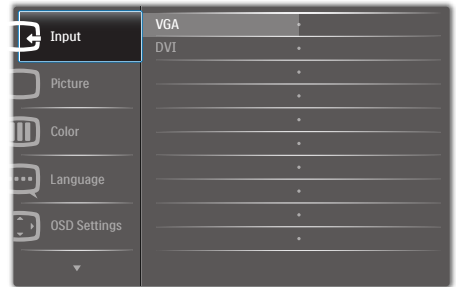 Input
Picture
Color
Language
OSD Settings
VGA
DVI